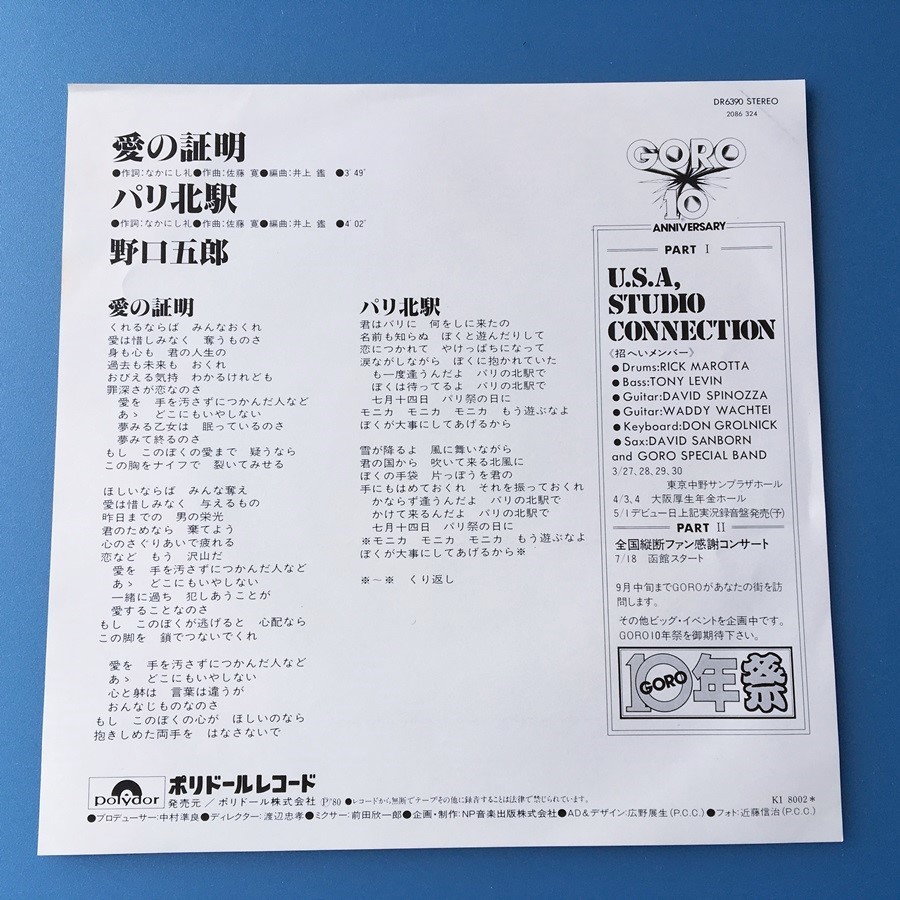 DR6390 STEREO
2086 324
愛の証明
●作詞:なかにし礼●作曲:佐藤 寛●編曲:井上 鑑 ●3'49"
パリ北駅
●作詞:なかにし礼●作曲:佐藤 寛●編曲:井上 鑑 ●4'02"
野口五郎
愛の証明
くれるならば みんなおくれ
愛は惜しみなく 奪うものさ
身も心も 君の人生の
過去も未来も おくれ
おびえる気持 わかるけれども
罪深さが恋なのさ
愛を 手を汚さずにつかんだ人など
あゝ どこにもいやしない
夢みる乙女は 眠っているのさ
夢みて終るのさ
もし このぼくの愛まで 疑うなら
この胸をナイフで 裂いてみせる
ほしいならば みんな奪え
愛は惜しみなく 与えるもの
昨日までの 男の栄光
君のためなら 棄てよう
心のさぐりあいで疲れる
恋など もう 沢山だ
愛を 手を汚さずにつかんだ人など
あゝ どこにもいやしない
一緒に過ち 犯しあうことが
愛することなのさ
もし このぼくが逃げると 心配なら
この脚を 鎖でつないでくれ
愛を 手を汚さずにつかんだ人など
あゝ どこにもいやしない
心と躰は 言葉は違うが
おんなじものなのさ
もし このぼくの心が ほしいのなら
抱きしめた両手を はなさないで
パリ北駅
君はパリに 何をしに来たの
名前も知らぬ ぼくと遊んだりして
恋につかれて やけっぱちになって
涙ながしながら ぼくに抱かれていた
も一度逢うんだよ パリの北駅で
ぼくは待ってるよ パリの北駅で
七月十四日 パリ祭の日に
モニカ モニカ モニカ もう遊ぶなよ
ぼくが大事にしてあげるから
雪が降るよ 風に舞いながら
君の国から 吹いて来る北風に
ぼくの手袋 片っぽうを君の
手にもはめておくれ それを振っておくれ
かならず逢うんだよ パリの北駅で
かけて来るんだよ パリの北駅で
七月十四日 パリ祭の日に
※モニカ モニカ モニカ もう遊ぶなよ
ぼくが大事にしてあげるから※
※〜※ くり返し
GORO
10
ANNIVERSARY
PART I
U.S.A,
STUDIO
CONNECTION
《招へいメンバー》
●Drums:RICK MAROTTA
●Bass:TONY LEVIN
●Guitar:DAVID SPINOZZA
●Guitar:WADDY WACHTEI
●Keyboard:DON GROLNICK
●Sax:DAVID SANBORN
and GORO SPECIAL BAND
3/27.28.29.30
東京中野サンプラザホール
4/3,4 大阪厚生年金ホール
5/1デビュー日上記実況録音盤発売(予)
PART II
全国縦断ファン感謝コンサート
7/18 函館スタート
9月中旬までGOROがあなたの街を訪
問します。
その他ビッグ・イベントを企画中です。
GORO10年祭を御期待下さい。
GORO
10年祭
polydor
ポリドールレコード
発売元/ポリドール株式会社 Ⓟ'80 ●レコードから無断でテープその他に録音することは法律で禁じられています。
KI 8002*
●プロデューサー:中村準良●ディレクター:渡辺忠孝●ミクサー:前田欣一郎●企画・制作:NP音楽出版株式会社●AD&デザイン:広野展生(P.C.C.)●フォト:近藤信治(P.C.C.)